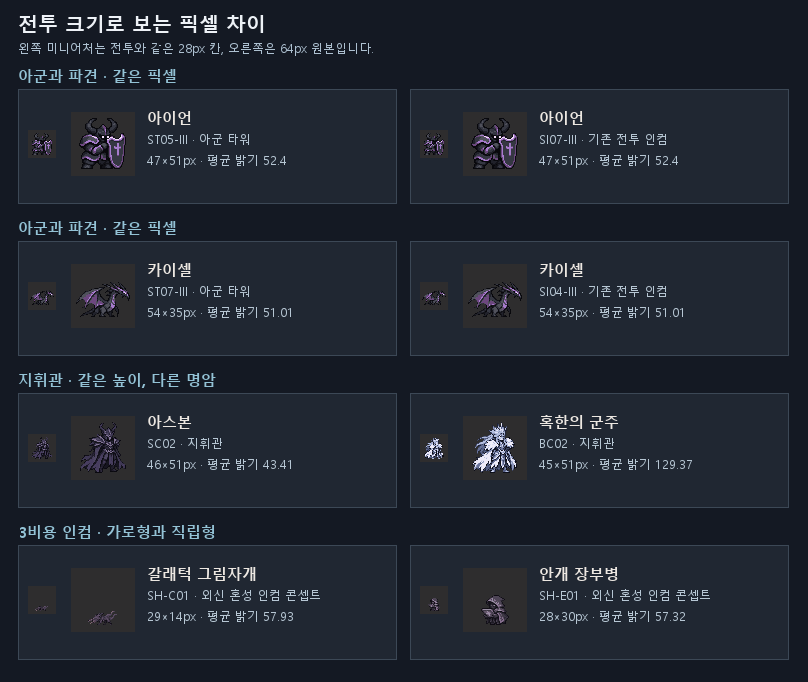 전투 크기로 보는 픽셀 차이
왼쪽 미니어처는 전투와 같은 28px 칸, 오른쪽은 64px 원본입니다.
아군과 파견 · 같은 픽셀
아이언
ST05-III · 아군 타워
47×51px · 평균 밝기 52.4
아이언
SI07-III · 기존 전투 인컴
47×51px · 평균 밝기 52.4
아군과 파견 · 같은 픽셀
카이셀
ST07-III · 아군 타워
54×35px · 평균 밝기 51.01
카이셀
SI04-III · 기존 전투 인컴
54×35px · 평균 밝기 51.01
지휘관 · 같은 높이, 다른 명암
아스본
SC02 · 지휘관
46×51px · 평균 밝기 43.41
혹한의 군주
BC02 · 지휘관
45×51px · 평균 밝기 129.37
3비용 인컴 · 가로형과 직립형
갈래턱 그림자개
SH-C01 · 외신 혼성 인컴 콘셉트
29×14px · 평균 밝기 57.93
안개 장부병
SH-E01 · 외신 혼성 인컴 콘셉트
28×30px · 평균 밝기 57.32